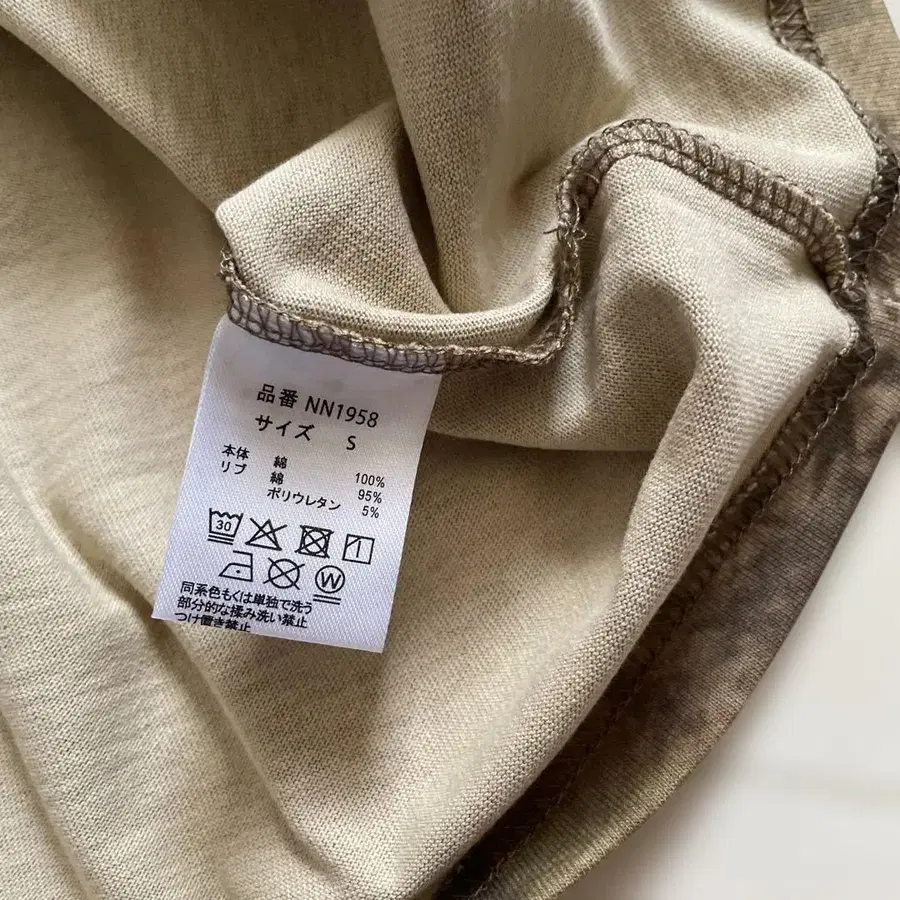 品番 NN1958
サイズ S
本体 綿 100%
リブ 綿 95%
ポリウレタン 5%
30
W
同系色もくは単独で洗う
部分的な揉み洗い禁止
つけ置き禁止